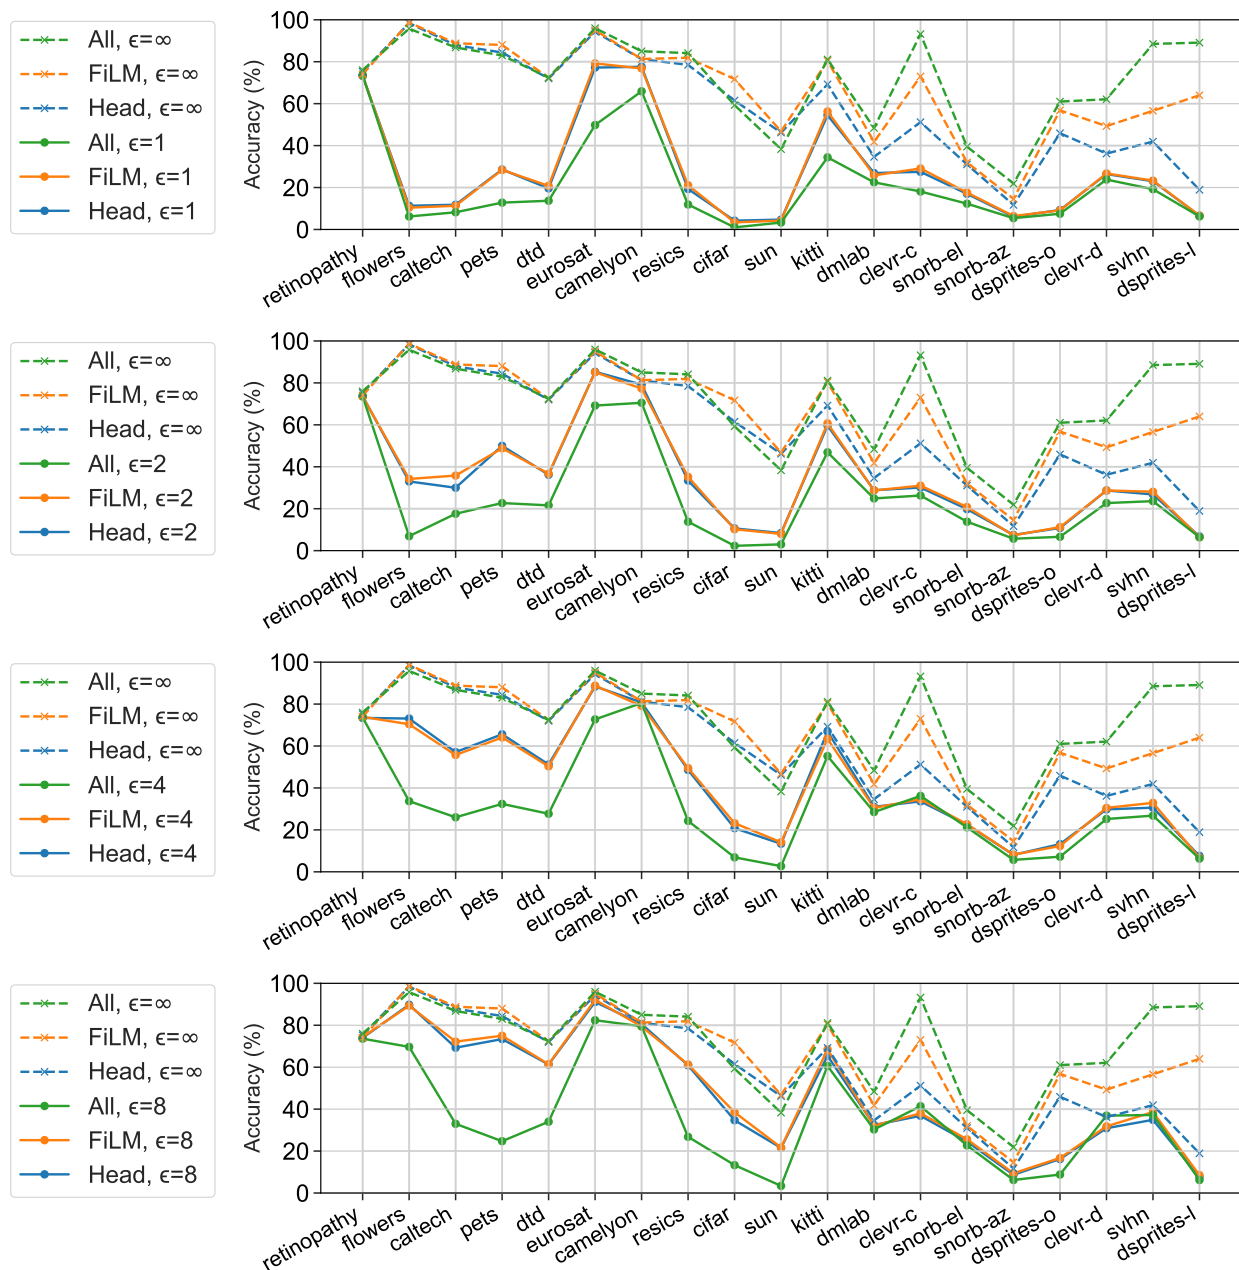 All, ϵ=∞
FiLM, ϵ=∞
Head, ϵ=∞
All, ϵ=1
FiLM, ϵ=1
Head, ϵ=1
Accuracy (%)
100
80
60
40
20
0
retinopathy
flowers
caltech
pets
dtd
eurosat
camelyon
resics
cifar
sun
kitti
dmlab
clevr-c
snorb-el
snorb-az
dsprites-o
clevr-d
svhn
dsprites-l
All, ϵ=∞
FiLM, ϵ=∞
Head, ϵ=∞
All, ϵ=2
FiLM, ϵ=2
Head, ϵ=2
Accuracy (%)
100
80
60
40
20
0
retinopathy
flowers
caltech
pets
dtd
eurosat
camelyon
resics
cifar
sun
kitti
dmlab
clevr-c
snorb-el
snorb-az
dsprites-o
clevr-d
svhn
dsprites-l
All, ϵ=∞
FiLM, ϵ=∞
Head, ϵ=∞
All, ϵ=4
FiLM, ϵ=4
Head, ϵ=4
Accuracy (%)
100
80
60
40
20
0
retinopathy
flowers
caltech
pets
dtd
eurosat
camelyon
resics
cifar
sun
kitti
dmlab
clevr-c
snorb-el
snorb-az
dsprites-o
clevr-d
svhn
dsprites-l
All, ϵ=∞
FiLM, ϵ=∞
Head, ϵ=∞
All, ϵ=8
FiLM, ϵ=8
Head, ϵ=8
Accuracy (%)
100
80
60
40
20
0
retinopathy
flowers
caltech
pets
dtd
eurosat
camelyon
resics
cifar
sun
kitti
dmlab
clevr-c
snorb-el
snorb-az
dsprites-o
clevr-d
svhn
dsprites-l